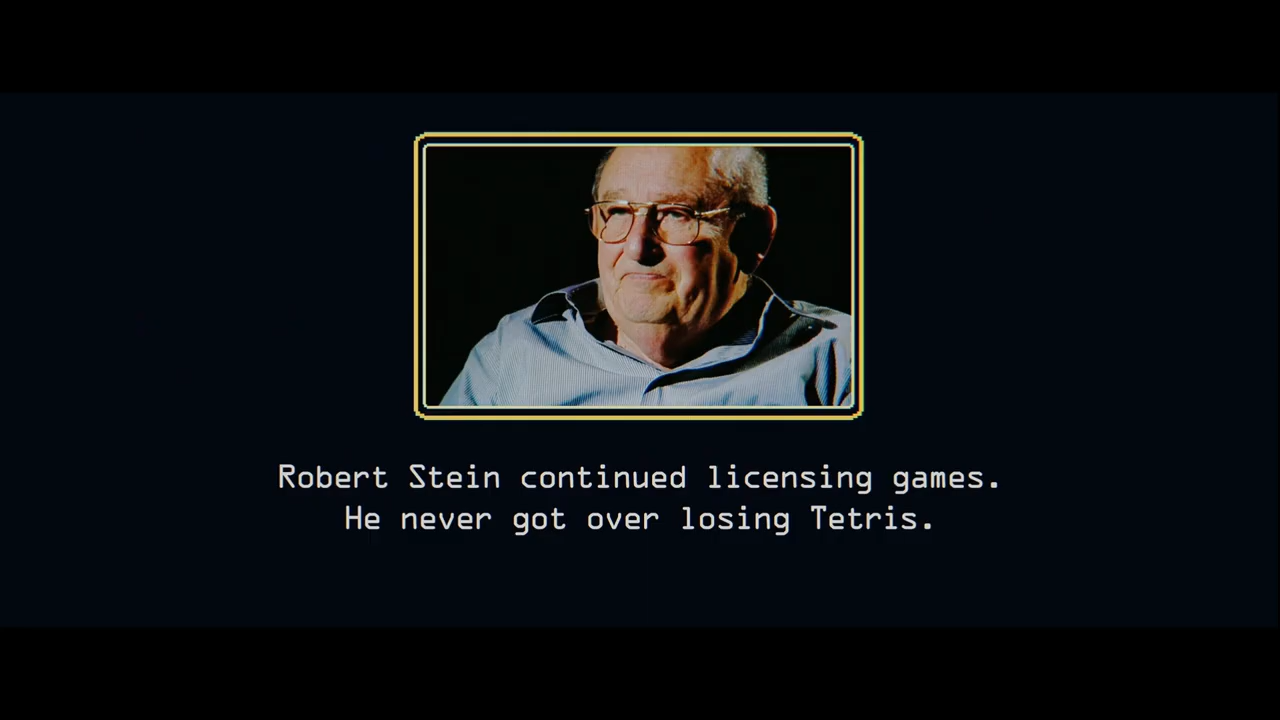 Robert Stein continued licensing games.
He never got over losing Tetris.